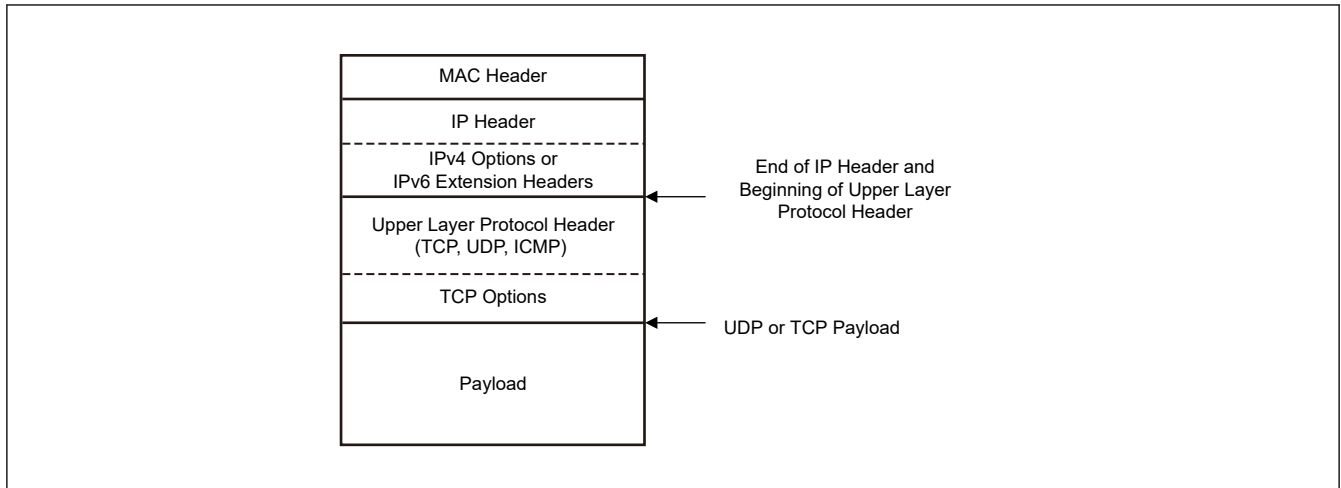 MAC Header
IP Header
IPv4 Options or
IPv6 Extension Headers
End of IP Header and
Beginning of Upper Layer
Protocol Header
Upper Layer Protocol Header
(TCP, UDP, ICMP)
TCP Options
UDP or TCP Payload
Payload